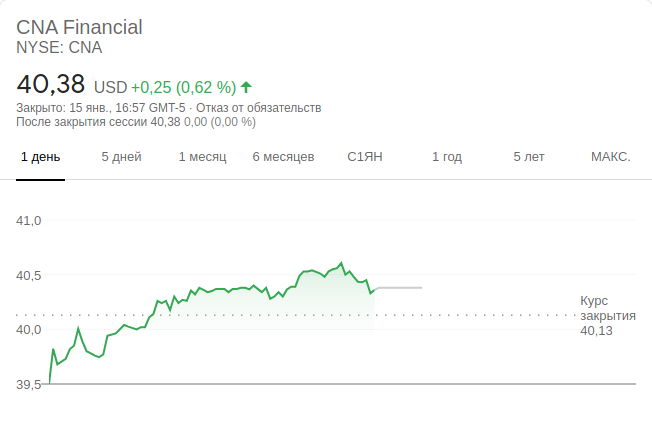 CNA Financial
NYSE: CNA
40,38 USD +0,25 (0,62 %)
Закрыто: 15 янв., 16:57 GMT-5 · Отказ от обязательств
После закрытия сессии 40,38 0,00 (0,00 %)
1 день 5 дней 1 месяц 6 месяцев С1ЯН 1 год 5 лет МАКС.
41,0
40,5
Курс
закрытия
40,13
40,0
39,5